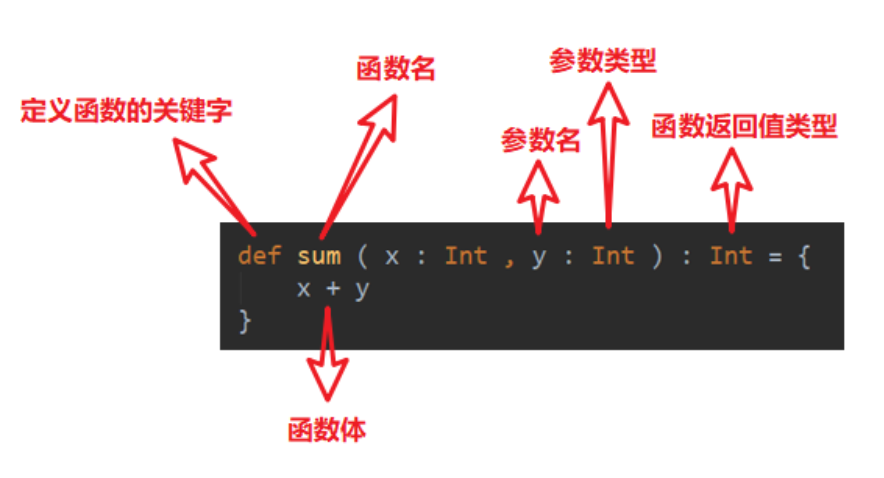 函数名
参数类型
定义函数的关键字
参数名
函数返回值类型
def sum ( x : Int , y : Int ) : Int = {
x + y
}
函数体